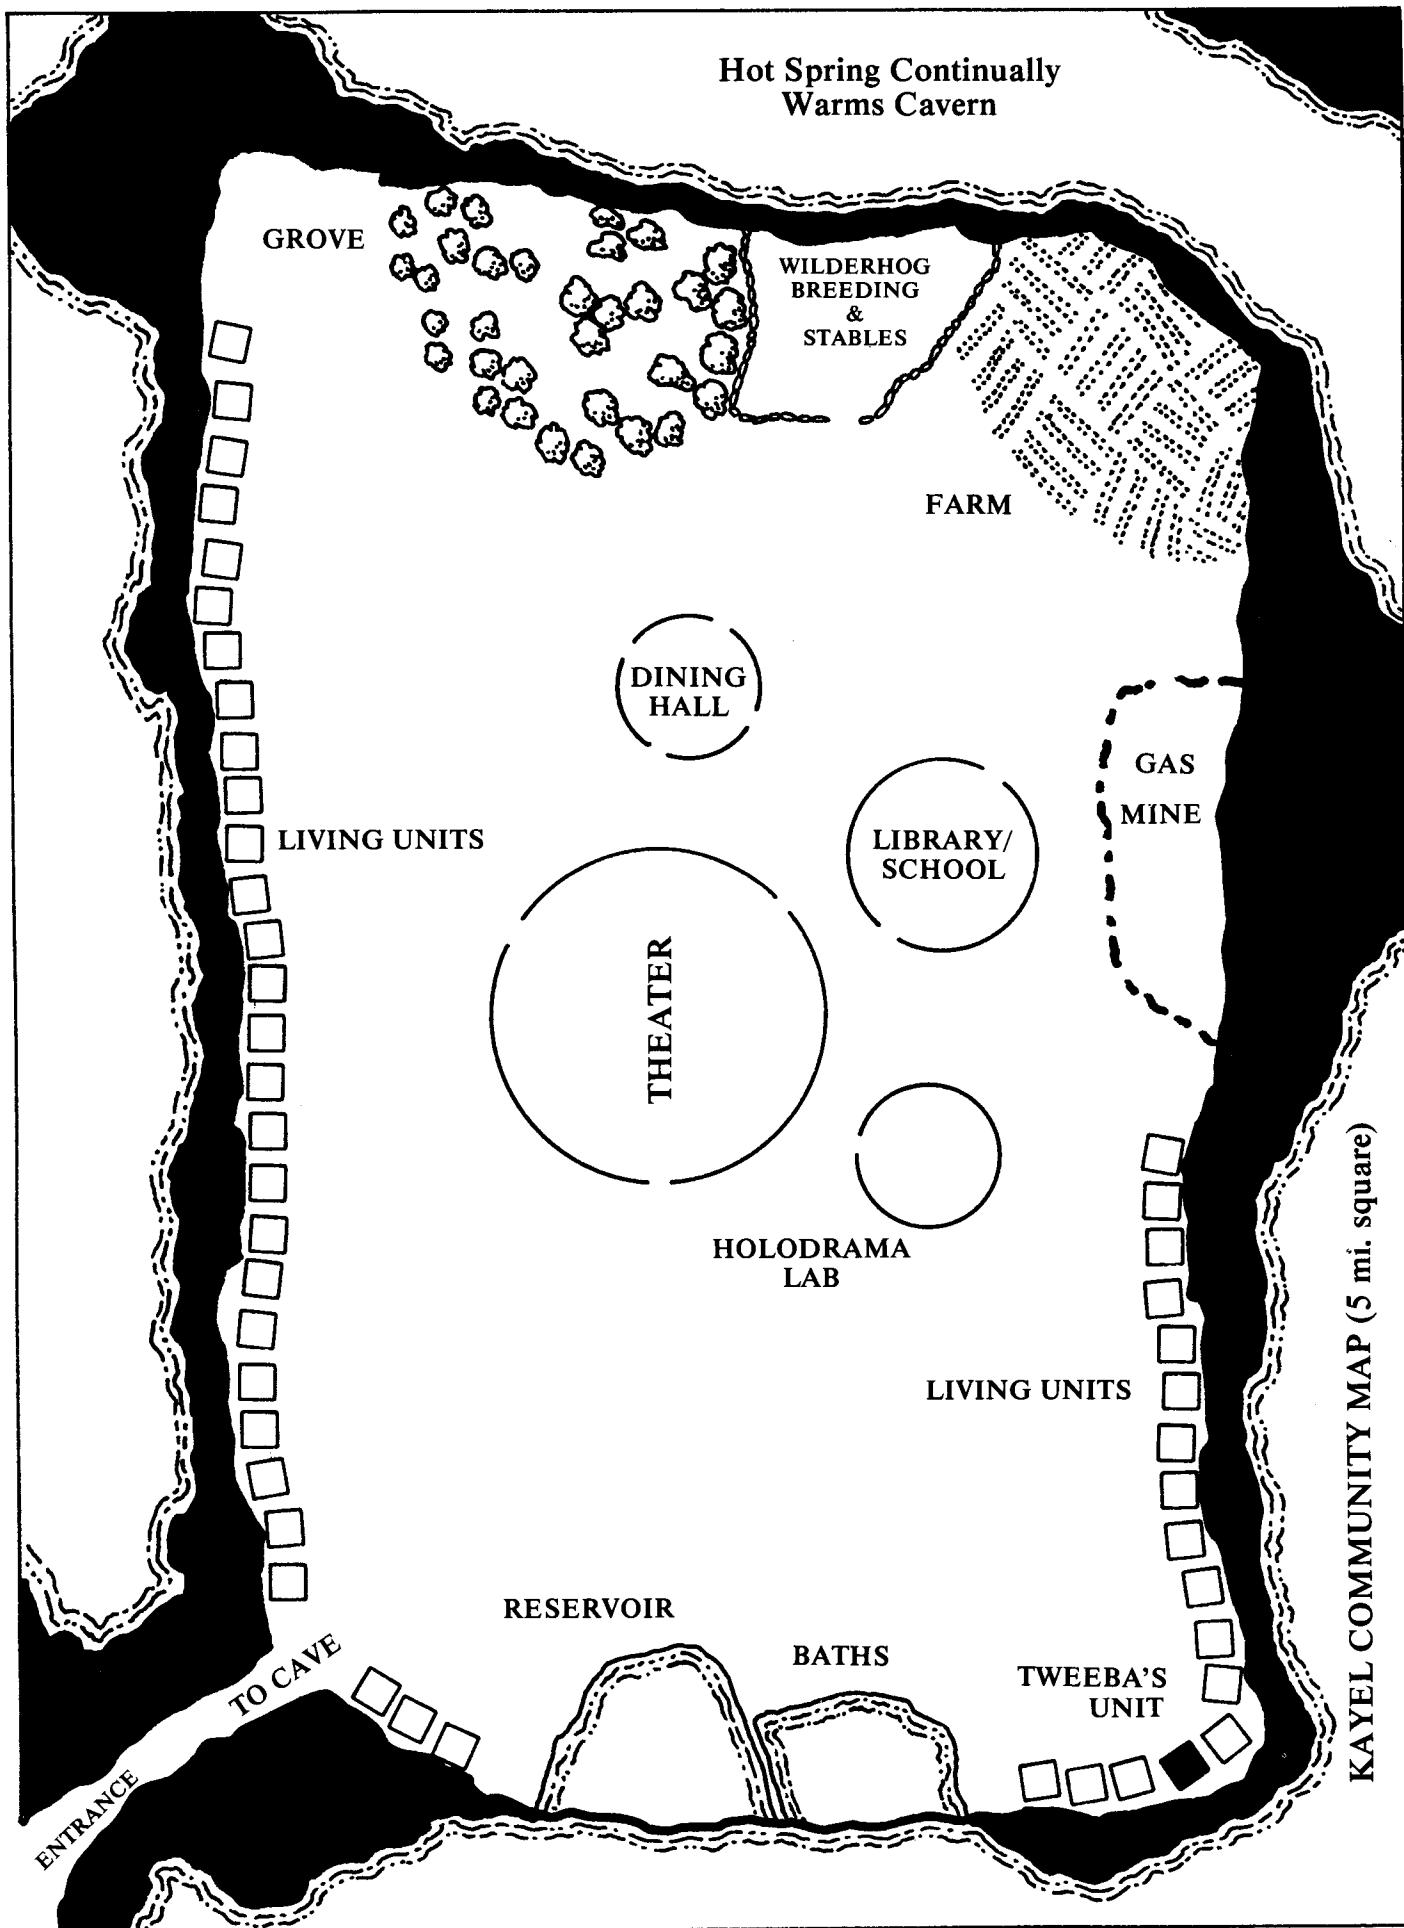 Hot Spring Continually
Warms Cavern
GROVE
WILDERHOG
BREEDING
&
STABLES
FARM
DINING
HALL
GAS
MINE
LIBRARY/
SCHOOL
LIVING UNITS
THEATER
HOLODRAMA
LAB
LIVING UNITS
RESERVOIR
BATHS
TWEEBA'S
UNIT
TO CAVE
ENTRANCE
KAYEL COMMUNITY MAP (5 mi. square)